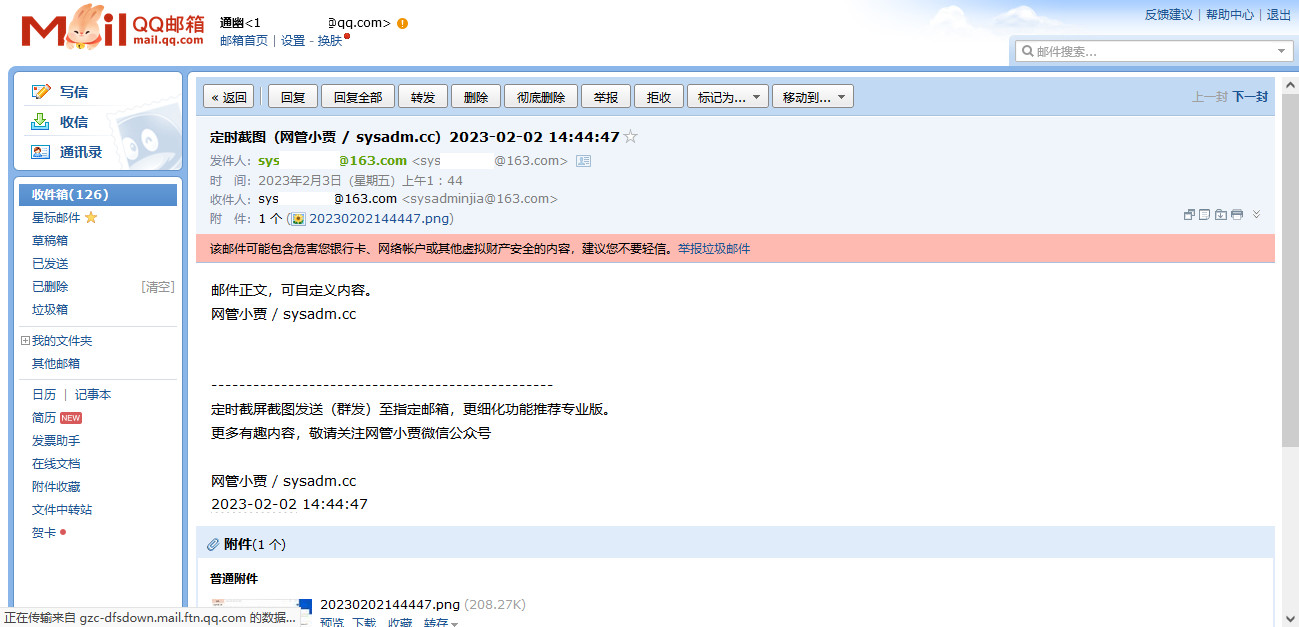 Mail QQ邮箱 mail.qq.com
通幽<1 @qq.com>
邮箱首页 | 设置 - 换肤
反馈建议 | 帮助中心 | 退出
邮件搜索...
写信
收信
通讯录
收件箱(126)
星标邮件
草稿箱
已发送
已删除 [清空]
垃圾箱
我的文件夹
其他邮箱
日历 | 记事本
简历 NEW
发票助手
在线文档
附件收藏
文件中转站
贺卡
« 返回 回复 回复全部 转发 删除 彻底删除 举报 拒收 标记为... 移动到... 上一封 下一封
定时截图（网管小贾 / sysadm.cc）2023-02-02 14:44:47
发件人：sys @163.com <sys @163.com>
时 间：2023年2月3日（星期五）上午1：44
收件人：sys @163.com <sysadminjia@163.com>
附 件：1 个 (20230202144447.png)
该邮件可能包含危害您银行卡、网络帐户或其他虚拟财产安全的内容，建议您不要轻信。举报垃圾邮件
邮件正文，可自定义内容。
网管小贾 / sysadm.cc
-------------------------------------------------
定时截屏截图发送（群发）至指定邮箱，更细化功能推荐专业版。
更多有趣内容，敬请关注网管小贾微信公众号
网管小贾 / sysadm.cc
2023-02-02 14:44:47
附件(1 个)
普通附件
20230202144447.png (208.27K)
预览 下载 收藏 转存
正在传输来自 gzc-dfsdown.mail.ftn.qq.com 的数据...